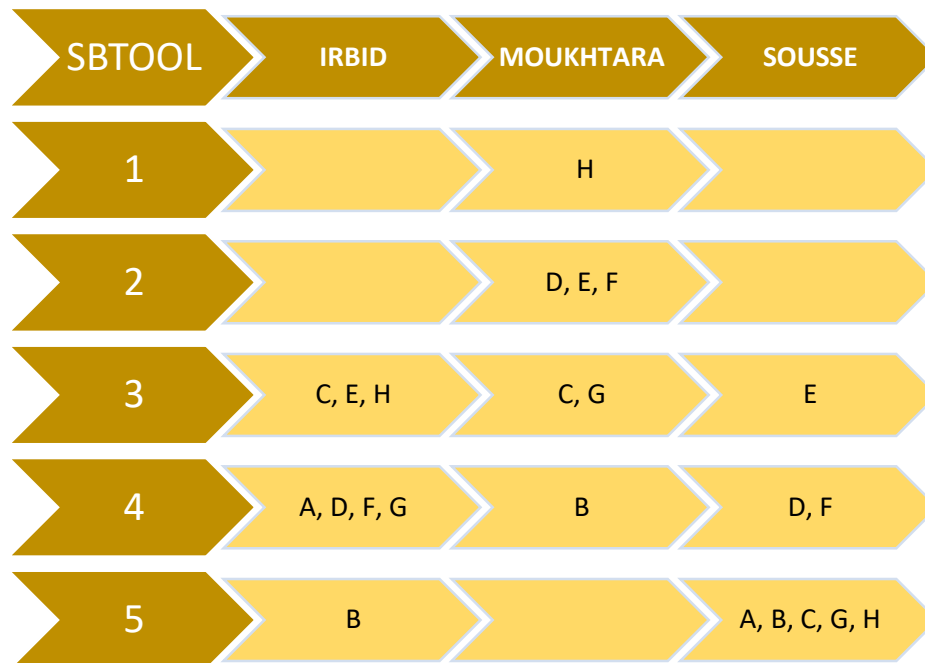 SBTOOL IRBID MOUKHTARA SOUSSE
1 H
2 D, E, F
3 C, E, H C, G E
4 A, D, F, G B D, F
5 B A, B, C, G, H